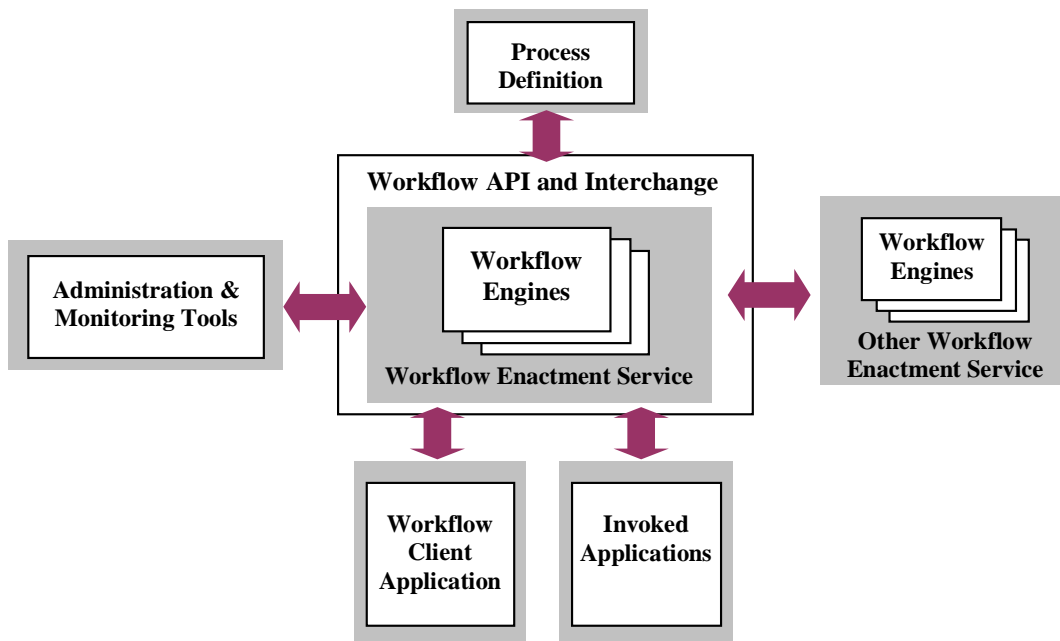 Process
Definition
Workflow API and Interchange
Workflow
Engines
Workflow Enactment Service
Administration &
Monitoring Tools
Workflow
Engines
Other Workflow
Enactment Service
Workflow
Client
Application
Invoked
Applications